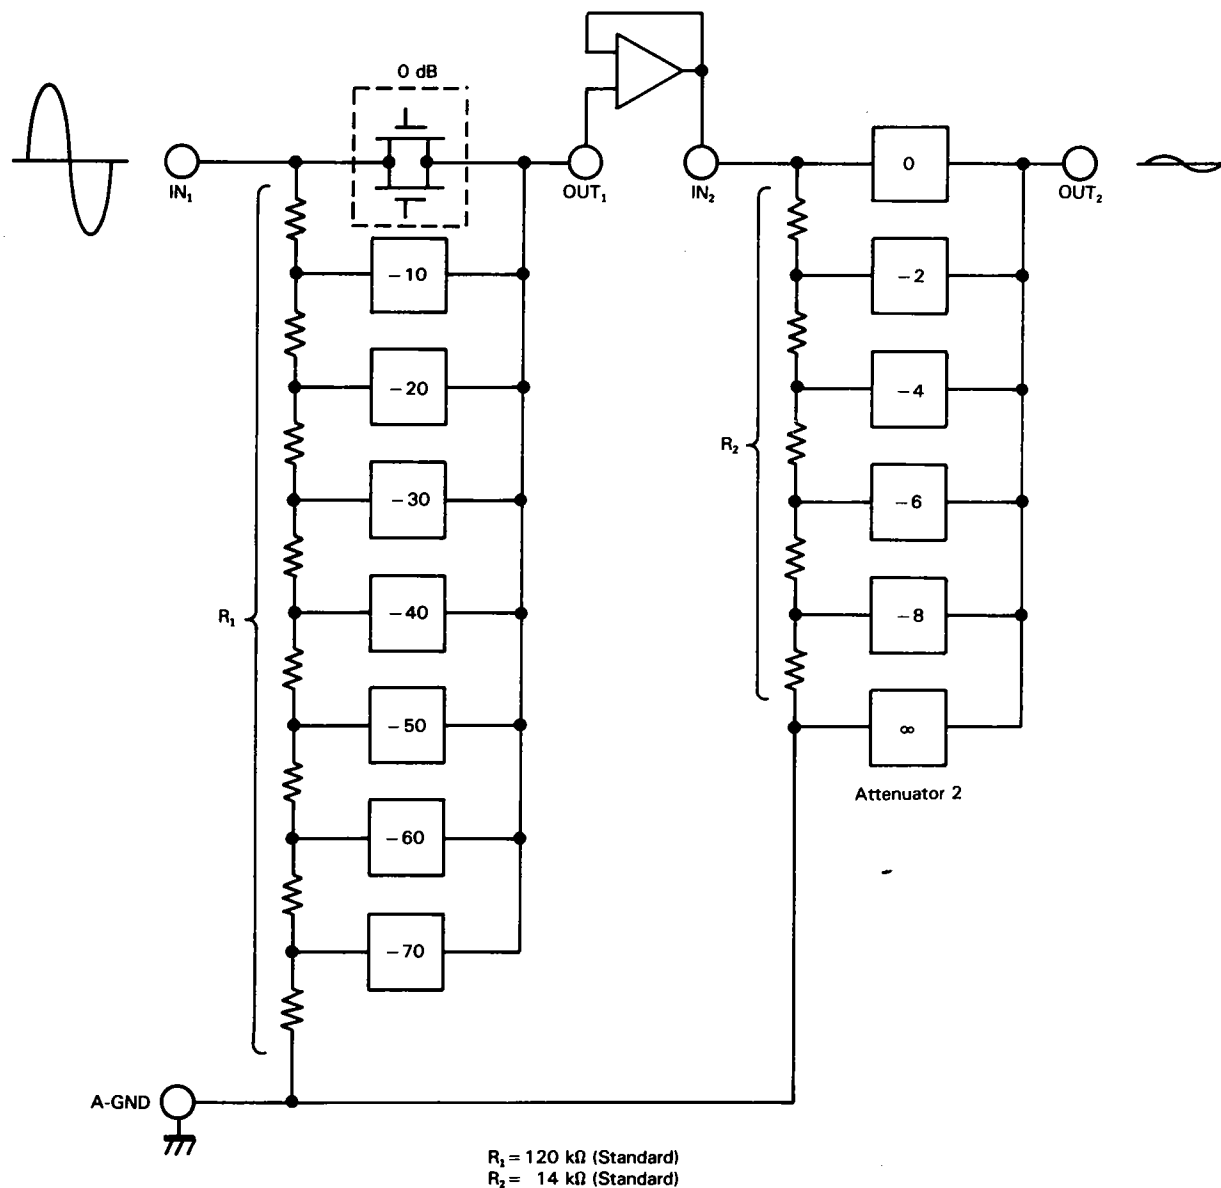 0 dB
IN₁
OUT₁
IN₂
0
OUT₂
−10
−2
−20
−4
R₂
−30
−6
R₁
−40
−8
−50
∞
Attenuator 2
−60
−70
A-GND
R₁ = 120 kΩ (Standard)
R₂ = 14 kΩ (Standard)